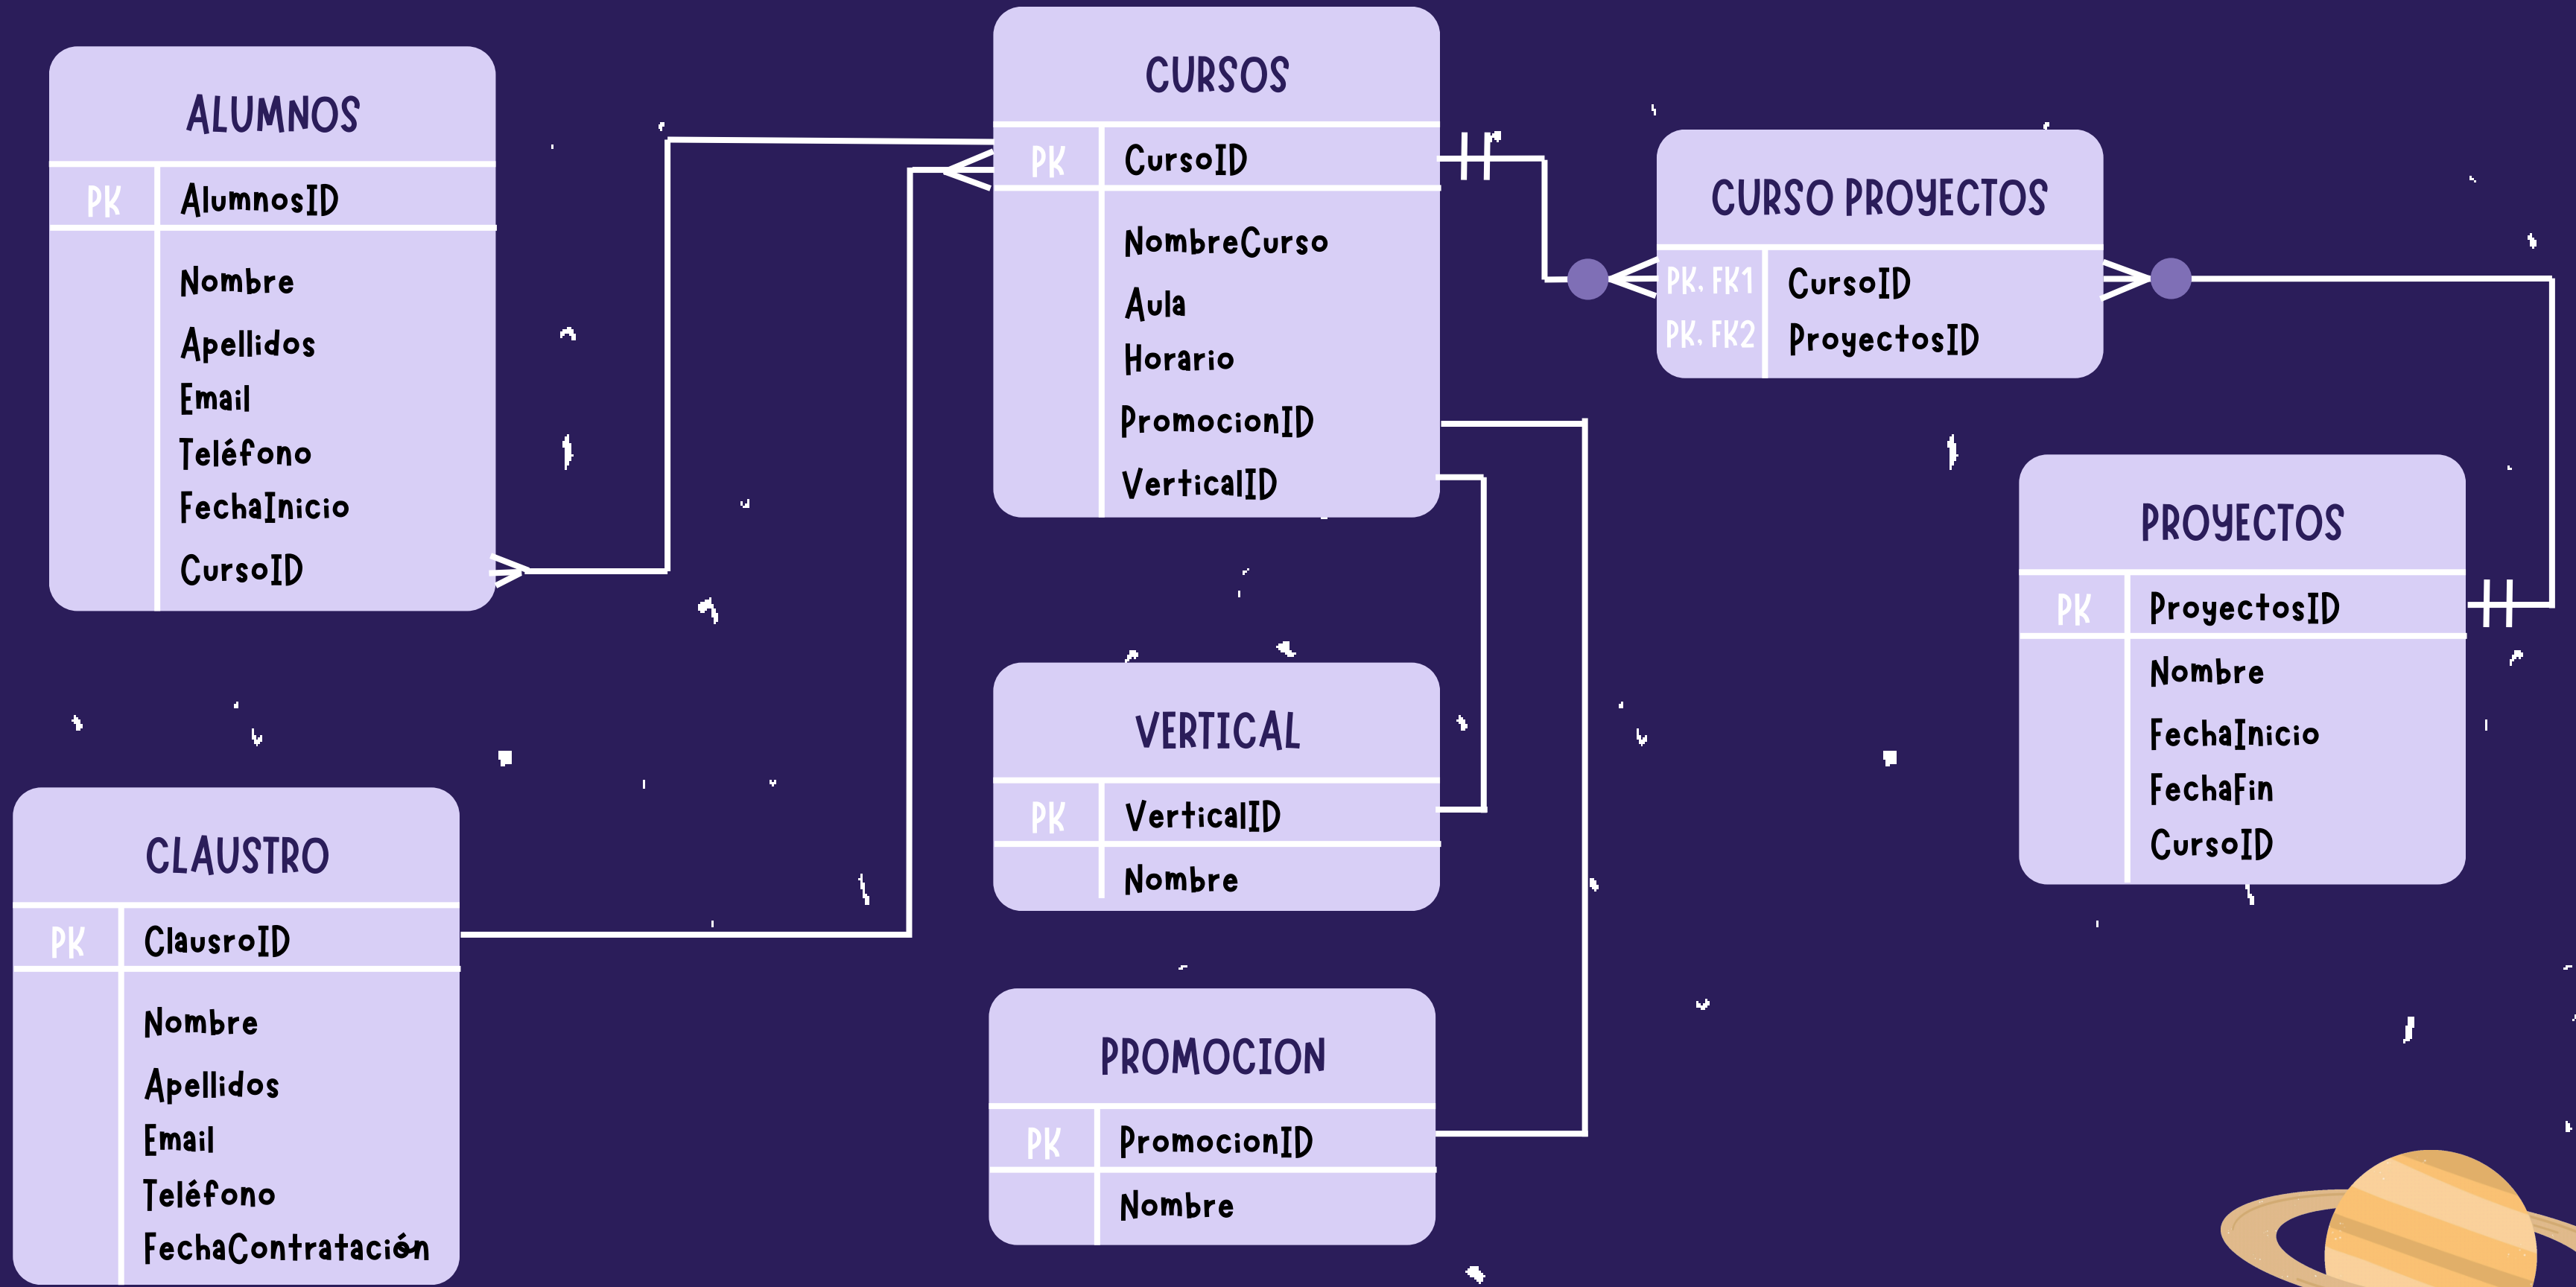 ALUMNOS
PK AlumnosID
Nombre
Apellidos
Email
Teléfono
FechaInicio
CursoID
CLAUSTRO
PK ClausroID
Nombre
Apellidos
Email
Teléfono
FechaContratación
CURSOS
PK CursoID
NombreCurso
Aula
Horario
PromocionID
VerticalID
VERTICAL
PK VerticalID
Nombre
PROMOCION
PK PromocionID
Nombre
CURSO PROYECTOS
PK, FK1 CursoID
PK, FK2 ProyectosID
PROYECTOS
PK ProyectosID
Nombre
FechaInicio
FechaFin
CursoID